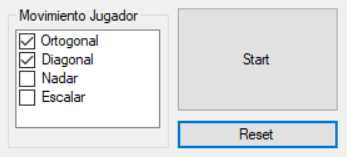 Movimiento Jugador
Ortogonal
Diagonal
Nadar
Escalar
Start
Reset